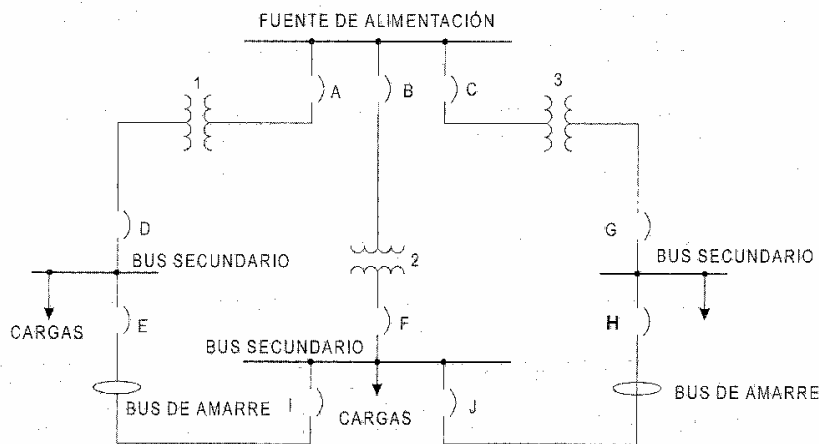 FUENTE DE ALIMENTACIÓN
1
A
B
C
3
D
G
BUS SECUNDARIO
2
BUS SECUNDARIO
CARGAS
E
F
H
BUS SECUNDARIO
BUS DE AMARRE
I
CARGAS
J
BUS DE AMARRE